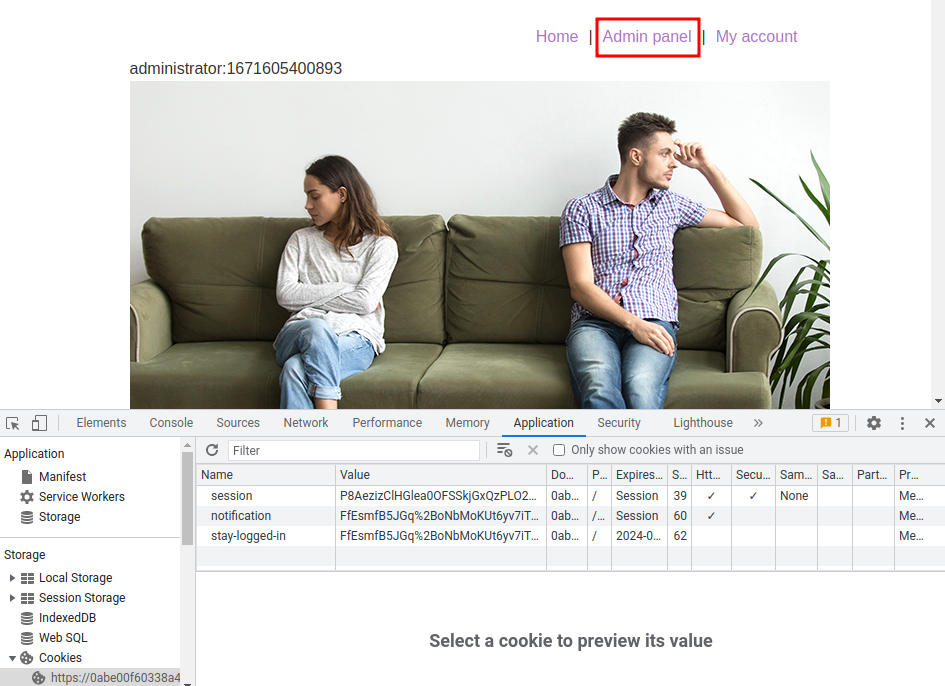 Home | Admin panel | My account
administrator:1671605400893
Elements Console Sources Network Performance Memory Application Security Lighthouse » 1
Application
Manifest
Service Workers
Storage
Storage
Local Storage
Session Storage
IndexedDB
Web SQL
Cookies
https://0abe00f60338a4
Filter Only show cookies with an issue
Name Value Do... P... Expires... S... Htt... Secu... Sam... Sa... Part... Pr...
session P8AezizClHGlea0OFSSkjGxQzPLO2... 0ab... / Session 39 ✓ ✓ None Me...
notification FfEsmfB5JGq%2BoNbMoKUt6yv7iT... 0ab... /... Session 60 ✓ Me...
stay-logged-in FfEsmfB5JGq%2BoNbMoKUt6yv7iT... 0ab... / 2024-0... 62 Me...
Select a cookie to preview its value